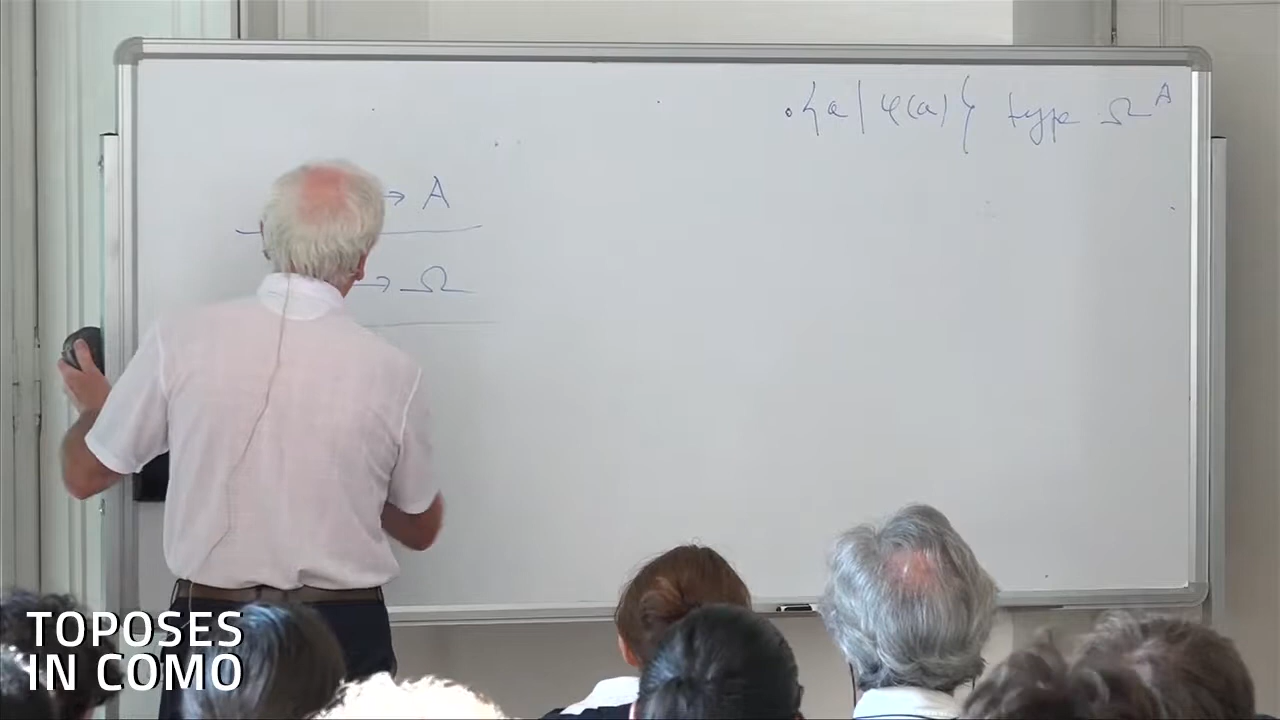 • {a | φ(a)} type Ω^A
→ A
→ Ω
TOPOSES
IN COMO